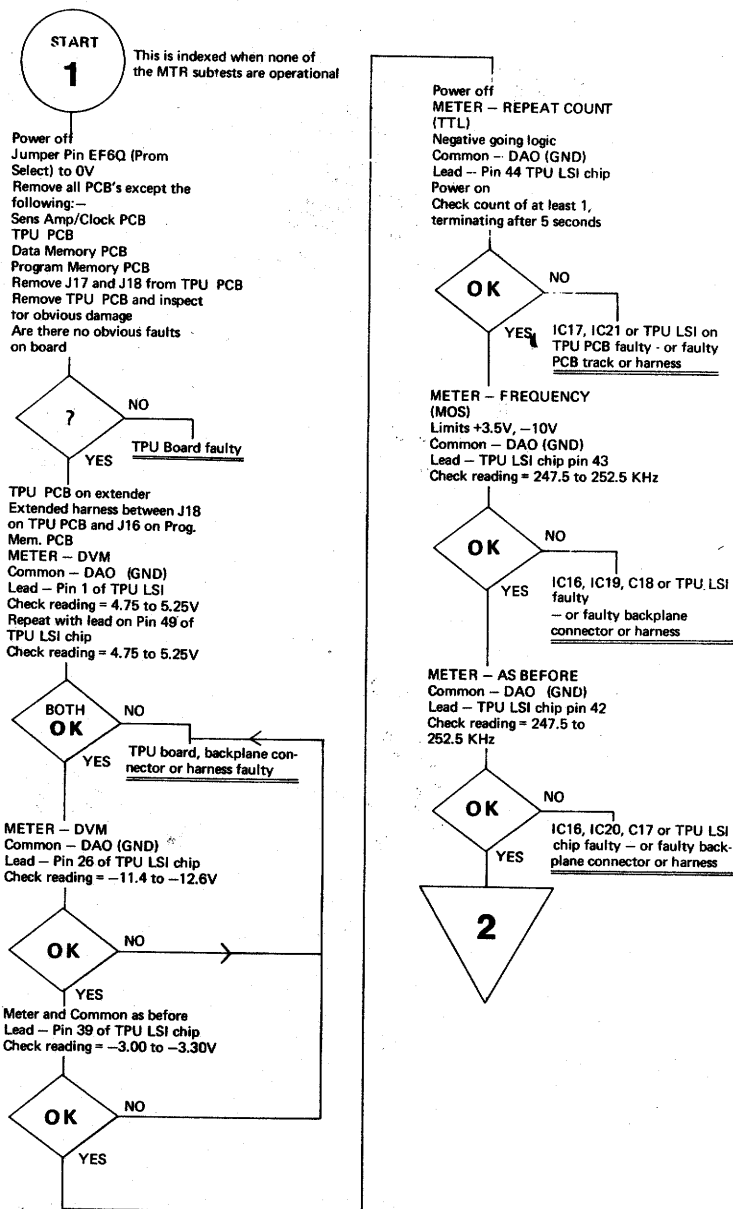 START
1
This is indexed when none of
the MTR subtests are operational
Power off
Jumper Pin EF6Q (Prom
Select) to 0V
Remove all PCB's except the
following:—
Sens Amp/Clock PCB
TPU PCB
Data Memory PCB
Program Memory PCB
Remove J17 and J18 from TPU PCB
Remove TPU PCB and inspect
for obvious damage
Are there no obvious faults
on board
?
NO
TPU Board faulty
YES
TPU PCB on extender
Extended harness between J18
on TPU PCB and J16 on Prog.
Mem. PCB
METER — DVM
Common — DAO (GND)
Lead — Pin 1 of TPU LSI
Check reading = 4.75 to 5.25V
Repeat with lead on Pin 49 of
TPU LSI chip
Check reading = 4.75 to 5.25V
BOTH
OK
NO
TPU board, backplane con-
nector or harness faulty
YES
METER — DVM
Common — DAO (GND)
Lead — Pin 26 of TPU LSI chip
Check reading = —11.4 to —12.6V
OK
NO
YES
Meter and Common as before
Lead — Pin 39 of TPU LSI chip
Check reading = —3.00 to —3.30V
OK
NO
YES
Power off
METER — REPEAT COUNT
(TTL)
Negative going logic
Common — DAO (GND)
Lead — Pin 44 TPU LSI chip
Power on
Check count of at least 1,
terminating after 5 seconds
OK
NO
YES
IC17, IC21 or TPU LSI on
TPU PCB faulty - or faulty
PCB track or harness
METER — FREQUENCY
(MOS)
Limits +3.5V, —10V
Common — DAO (GND)
Lead — TPU LSI chip pin 43
Check reading = 247.5 to 252.5 KHz
OK
NO
YES
IC16, IC19, C18 or TPU LSI
faulty
— or faulty backplane
connector or harness
METER — AS BEFORE
Common — DAO (GND)
Lead — TPU LSI chip pin 42
Check reading = 247.5 to
252.5 KHz
OK
NO
YES
IC16, IC20, C17 or TPU LSI
chip faulty — or faulty back-
plane connector or harness
2